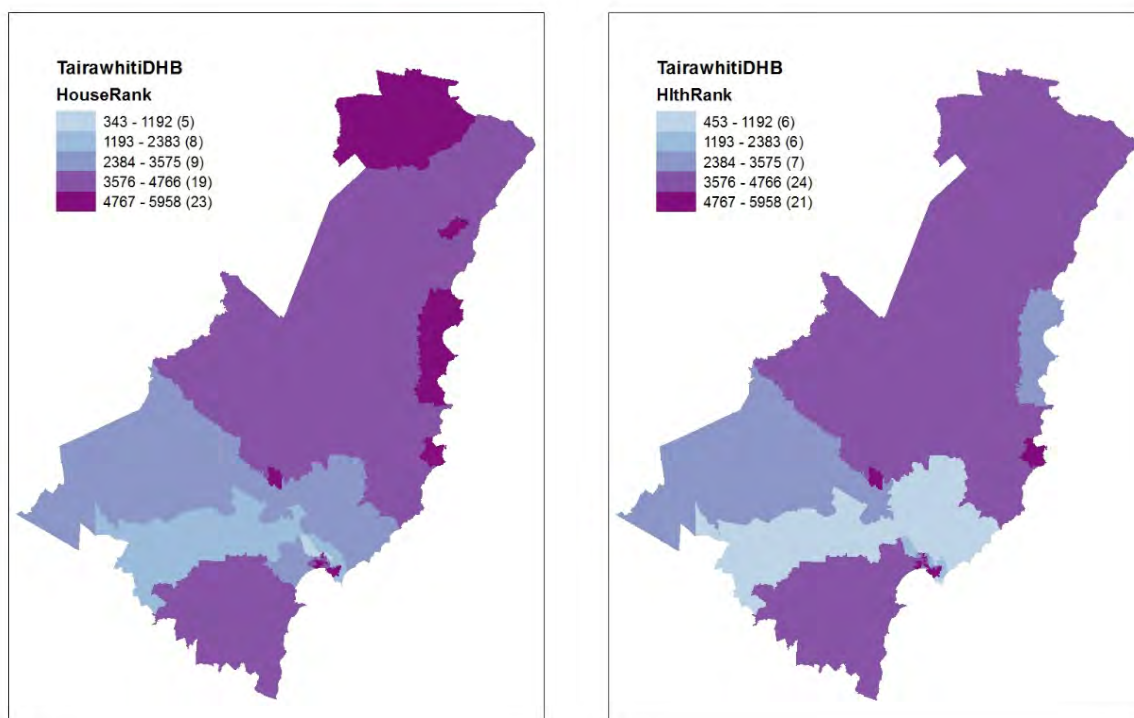 TairawhitiDHB
HouseRank
343 - 1192 (5)
1193 - 2383 (8)
2384 - 3575 (9)
3576 - 4766 (19)
4767 - 5958 (23)
TairawhitiDHB
HlthRank
453 - 1192 (6)
1193 - 2383 (6)
2384 - 3575 (7)
3576 - 4766 (24)
4767 - 5958 (21)